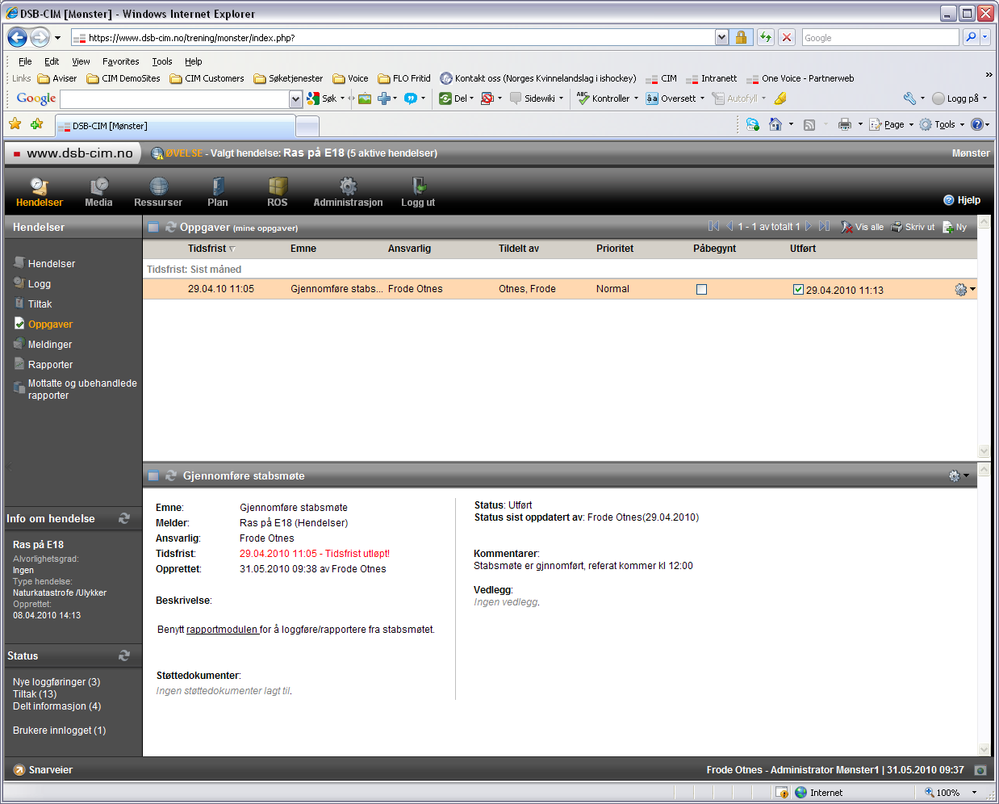 DSB-CIM [Mønster] - Windows Internet Explorer
https://www.dsb-cim.no/trening/monster/index.php?
Google
File Edit View Favorites Tools Help
Links Aviser CIM DemoSites CIM Customers Søketjenester Voice FLO Fritid Kontakt oss (Norges Kvinnelandslag i ishockey) CIM Intranett One Voice - Partnerweb »
Google Søk Del Sidewiki ABC Kontroller Oversett Autofyll Logg på
DSB-CIM [Mønster] Page Tools
www.dsb-cim.no ØVELSE - Valgt hendelse: Ras på E18 (5 aktive hendelser) Mønster
Hendelser Media Ressurser Plan ROS Administrasjon Logg ut Hjelp
Hendelser
Hendelser
Logg
Tiltak
Oppgaver
Meldinger
Rapporter
Mottatte og ubehandlede
rapporter
Oppgaver (mine oppgaver) 1 - 1 av totalt 1 Vis alle Skriv ut Ny
Tidsfrist Emne Ansvarlig Tildelt av Prioritet Påbegynt Utført
Tidsfrist: Sist måned
29.04.10 11:05 Gjennomføre stabs... Frode Otnes Otnes, Frode Normal 29.04.2010 11:13
Info om hendelse
Ras på E18
Alvorlighetsgrad:
Ingen
Type hendelse:
Naturkatastrofe /Ulykker
Opprettet:
08.04.2010 14:13
Status
Nye loggføringer (3)
Tiltak (13)
Delt informasjon (4)
Brukere innlogget (1)
Gjennomføre stabsmøte
Emne: Gjennomføre stabsmøte
Melder: Ras på E18 (Hendelser)
Ansvarlig: Frode Otnes
Tidsfrist: 29.04.2010 11:05 - Tidsfrist utløpt!
Opprettet: 31.05.2010 09:38 av Frode Otnes
Beskrivelse:
Benytt rapportmodulen for å loggføre/rapportere fra stabsmøtet.
Støttedokumenter:
Ingen støttedokumenter lagt til.
Status: Utført
Status sist oppdatert av: Frode Otnes(29.04.2010)
Kommentarer:
Stabsmøte er gjnnomført, referat kommer kl 12:00
Vedlegg:
Ingen vedlegg.
Snarveier Frode Otnes - Administrator Mønster1 | 31.05.2010 09:37
Internet 100%